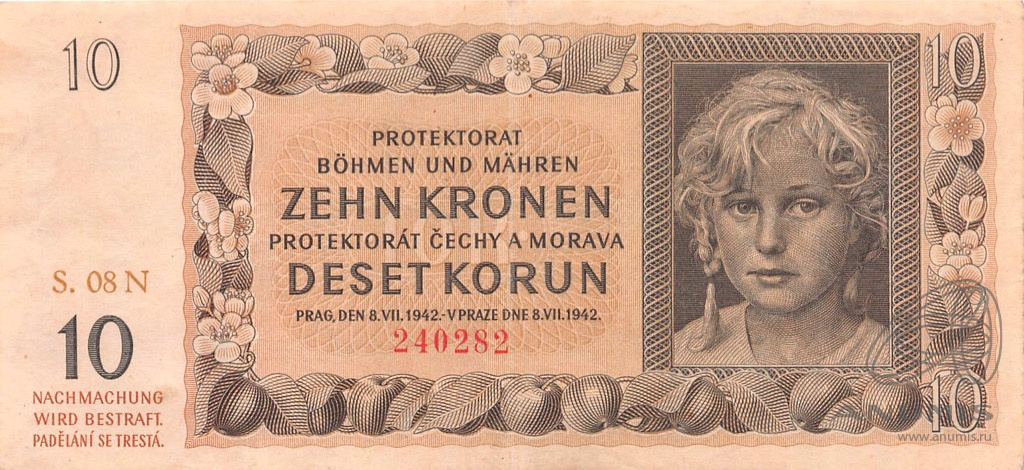 10
10
PROTEKTORAT
BÖHMEN UND MÄHREN
ZEHN KRONEN
PROTEKTORÁT ČECHY A MORAVA
DESET KORUN
PRAG, DEN 8. VII. 1942.-V PRAZE DNE 8. VII. 1942.
240282
S. 08 N
10
NACHMACHUNG
WIRD BESTRAFT.
PADĚLÁNÍ SE TRESTÁ.
10
ANUMIS
www.anumis.ru